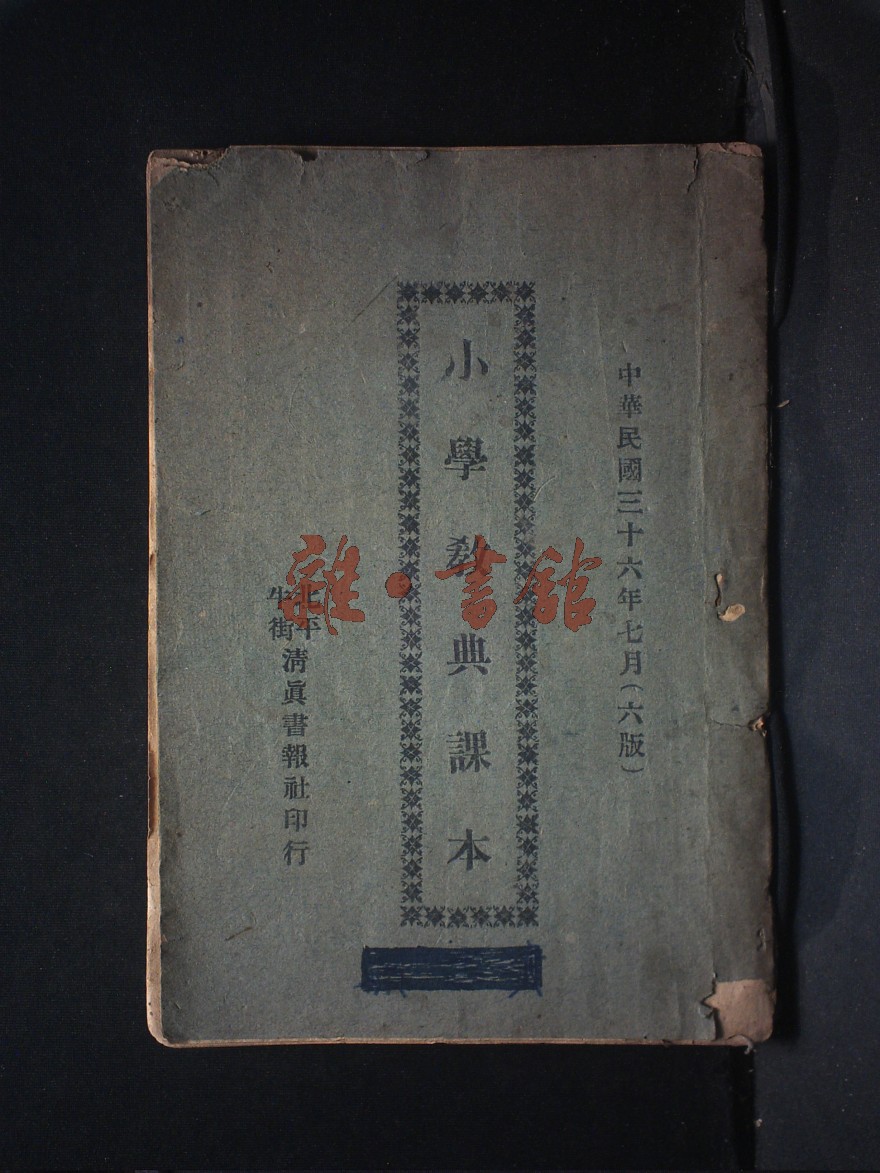 中華民國三十六年七月(六版)
小學教典課本
北平
牛街
清眞書報社印行
雜·書館